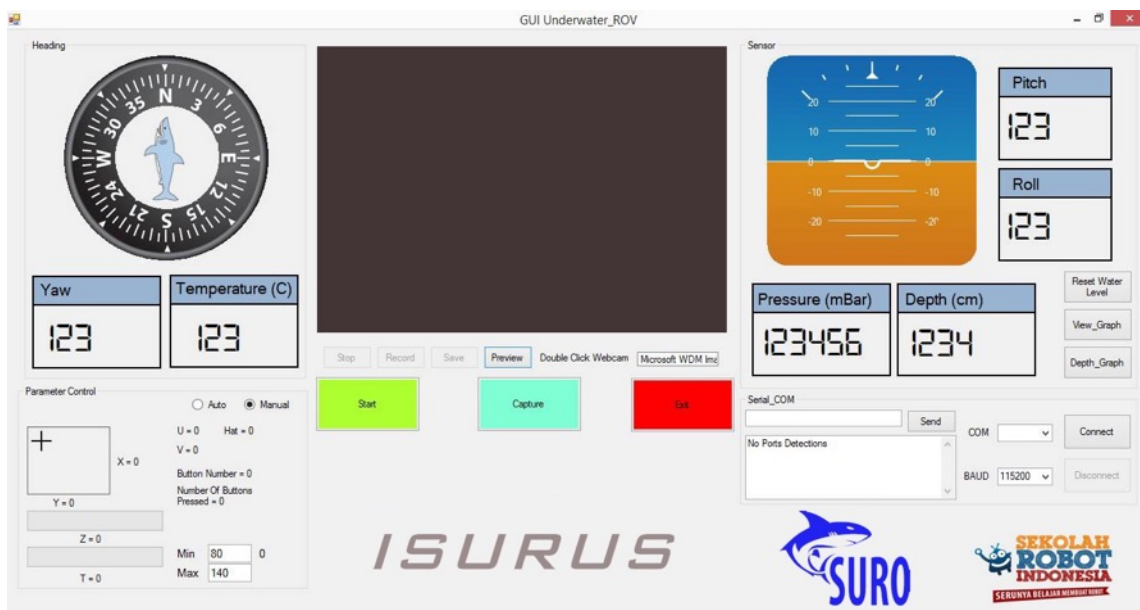 GUI Underwater_ROV
Heading
N
3
6
E
12
15
S
21
24
W
30
33
Yaw
123
Temperature (C)
123
Stop Record Save Preview Double Click Webcam Microsoft WDM Ima
Start Capture Exit
Sensor
20 20
10 10
0 0
-10 -10
-20 -20
Pitch
123
Roll
123
Pressure (mBar)
123456
Depth (cm)
1234
Reset Water
Level
View_Graph
Depth_Graph
Parameter Control
Auto Manual
U = 0 Hat = 0
V = 0
X = 0
Button Number = 0
Number Of Buttons
Pressed = 0
Y = 0
Z = 0
Min 80 0
Max 140
T = 0
Serial_COM
Send
No Ports Detections
COM
Connect
BAUD 115200
Disconnect
ISURUS
SURO
SEKOLAH
ROBOT
INDONESIA
SERUNYA BELAJAR MEMBUAT ROBOT